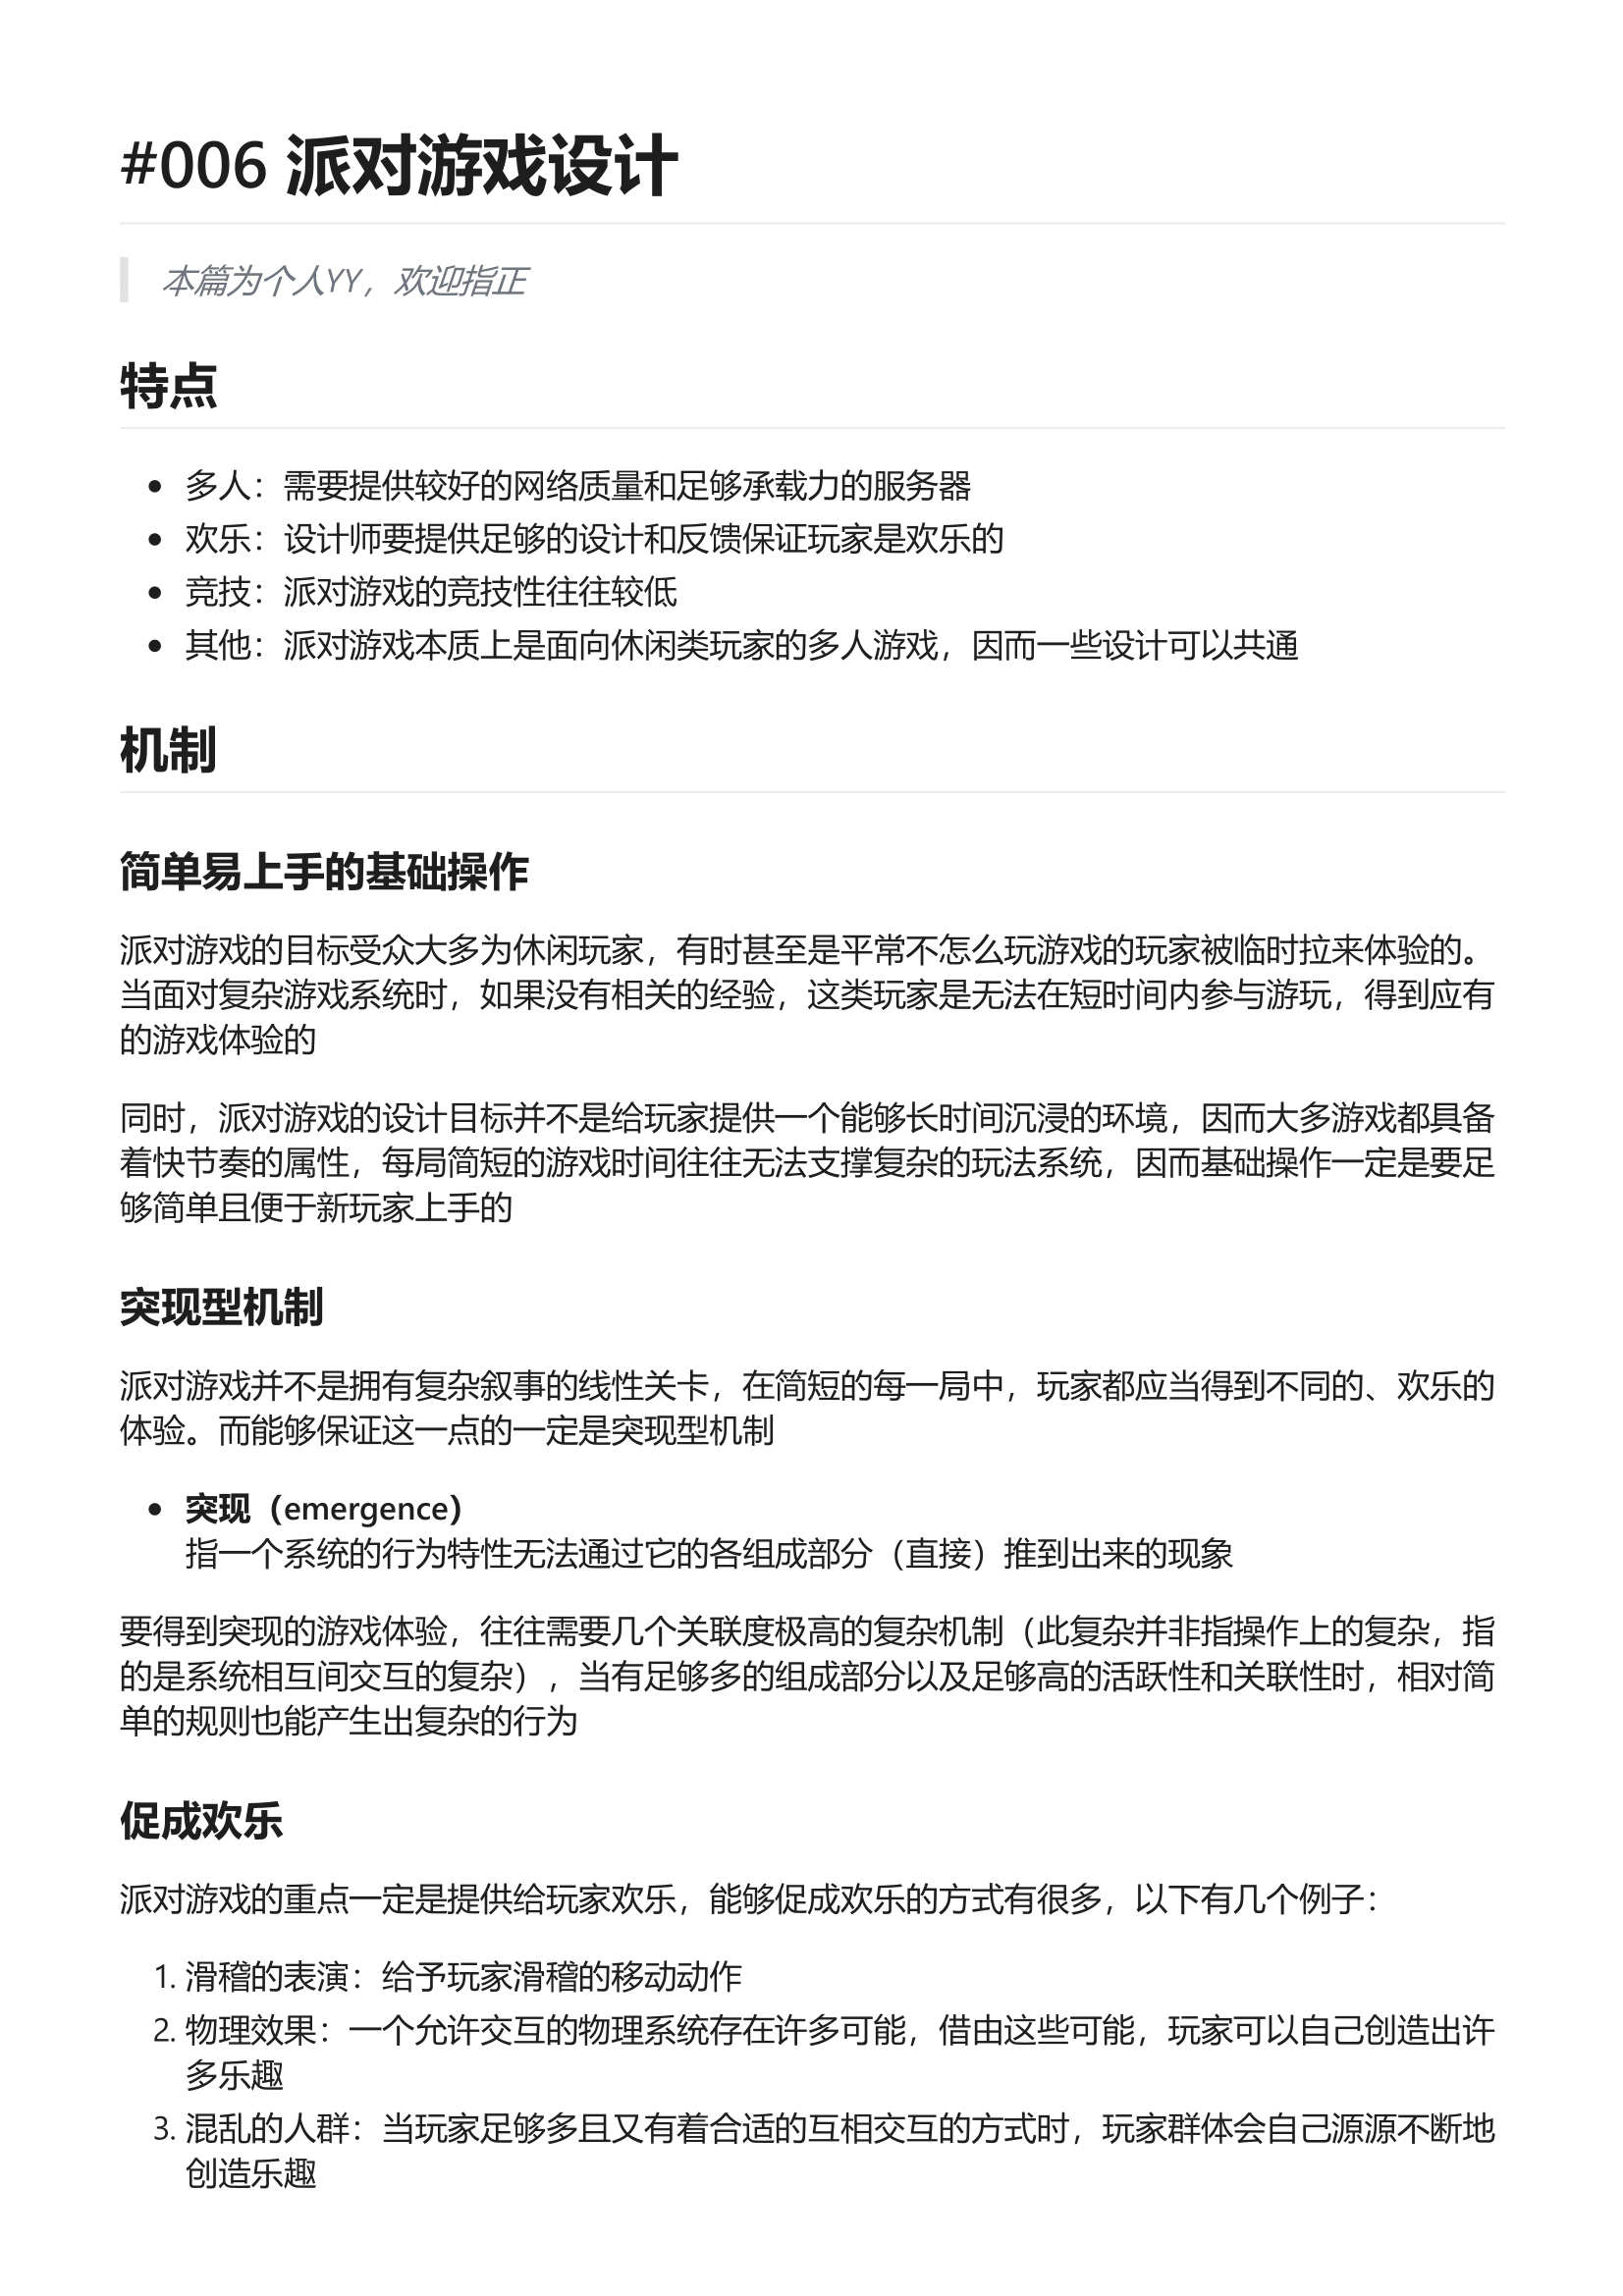 #006 派对游戏设计
本篇为个人YY，欢迎指正
特点
• 多人：需要提供较好的网络质量和足够承载力的服务器
• 欢乐：设计师要提供足够的设计和反馈保证玩家是欢乐的
• 竞技：派对游戏的竞技性往往较低
• 其他：派对游戏本质上是面向休闲类玩家的多人游戏，因而一些设计可以共通
机制
简单易上手的基础操作
派对游戏的目标受众大多为休闲玩家，有时甚至是平常不怎么玩游戏的玩家被临时拉来体验的。
当面对复杂游戏系统时，如果没有相关的经验，这类玩家是无法在短时间内参与游玩，得到应有
的游戏体验的
同时，派对游戏的设计目标并不是给玩家提供一个能够长时间沉浸的环境，因而大多游戏都具备
着快节奏的属性，每局简短的游戏时间往往无法支撑复杂的玩法系统，因而基础操作一定是要足
够简单且便于新玩家上手的
突现型机制
派对游戏并不是拥有复杂叙事的线性关卡，在简短的每一局中，玩家都应当得到不同的、欢乐的
体验。而能够保证这一点的一定是突现型机制
• 突现（emergence）
指一个系统的行为特性无法通过它的各组成部分（直接）推到出来的现象
要得到突现的游戏体验，往往需要几个关联度极高的复杂机制（此复杂并非指操作上的复杂，指
的是系统相互间交互的复杂），当有足够多的组成部分以及足够高的活跃性和关联性时，相对简
单的规则也能产生出复杂的行为
促成欢乐
派对游戏的重点一定是提供给玩家欢乐，能够促成欢乐的方式有很多，以下有几个例子：
1. 滑稽的表演：给予玩家滑稽的移动动作
2. 物理效果：一个允许交互的物理系统存在许多可能，借由这些可能，玩家可以自己创造出许
多乐趣
3. 混乱的人群：当玩家足够多且又有着合适的互相交互的方式时，玩家群体会自己源源不断地
创造乐趣